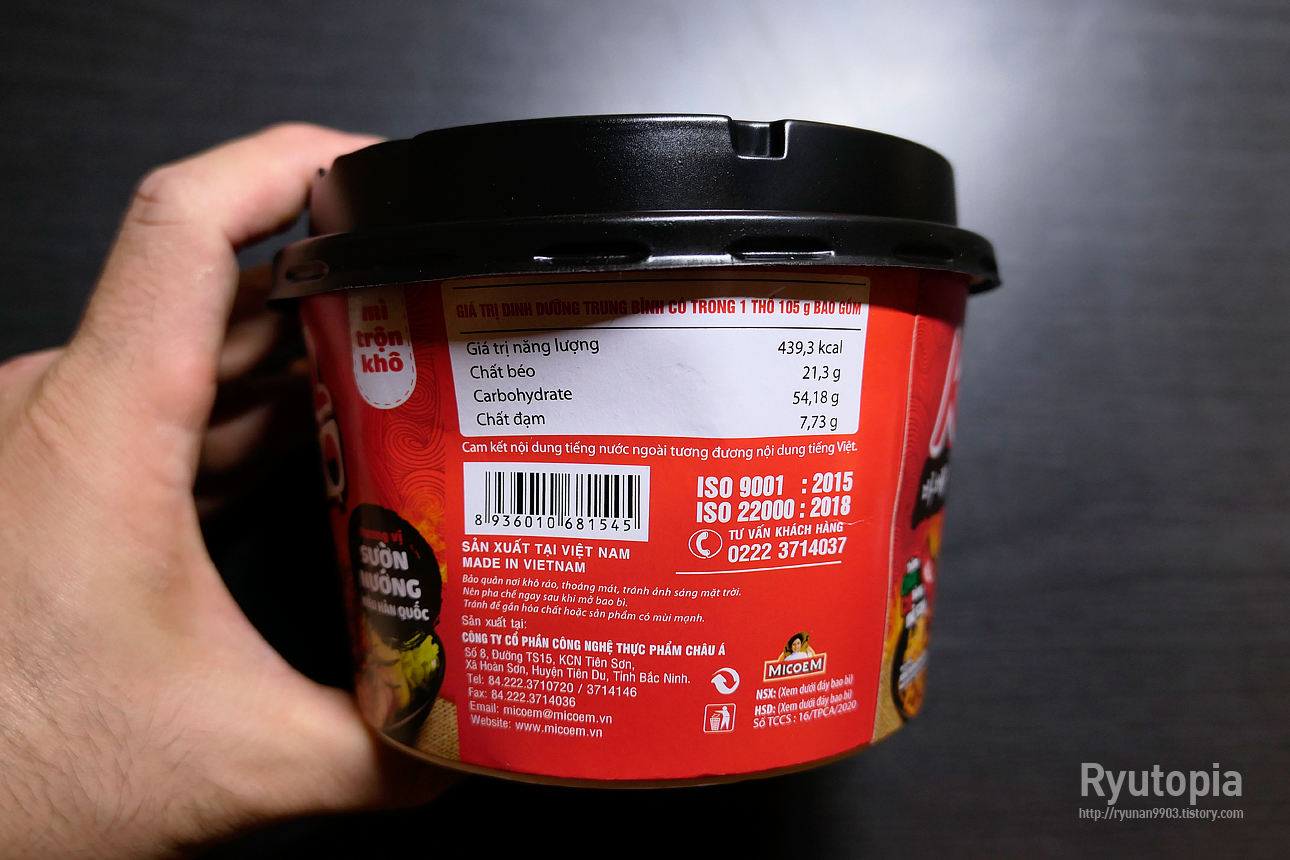 mì
trộn
khô
GIÁ TRỊ DINH DƯỠNG TRUNG BÌNH CÓ TRONG 1 THỐ 105 g BAO GỒM
Giá trị năng lượng 439,3 kcal
Chất béo 21,3 g
Carbohydrate 54,18 g
Chất đạm 7,73 g
Cam kết nội dung tiếng nước ngoài tương đương nội dung tiếng Việt.
8 936010 681545
ISO 9001 : 2015
ISO 22000 : 2018
TƯ VẤN KHÁCH HÀNG
0222 3714037
SẢN XUẤT TẠI VIỆT NAM
MADE IN VIETNAM
Bảo quản nơi khô ráo, thoáng mát, tránh ánh sáng mặt trời.
Nên pha chế ngay sau khi mở bao bì.
Tránh để gần hóa chất hoặc sản phẩm có mùi mạnh.
Sản xuất tại:
CÔNG TY CỔ PHẦN CÔNG NGHỆ THỰC PHẨM CHÂU Á
Số 8, Đường TS15, KCN Tiên Sơn,
Xã Hoàn Sơn, Huyện Tiên Du, Tỉnh Bắc Ninh.
Tel: 84.222.3710720 / 3714146
Fax: 84.222.3714036
Email: micoem@micoem.vn
Website: www.micoem.vn
MICOEM
NSX: (Xem dưới đáy bao bì)
HSD: (Xem dưới đáy bao bì)
Số TCCS : 16/TPCA/2020
vị
SƯỜN
NƯỚNG
HÀN QUỐC
Ryutopia
http://ryunan9903.tistory.com